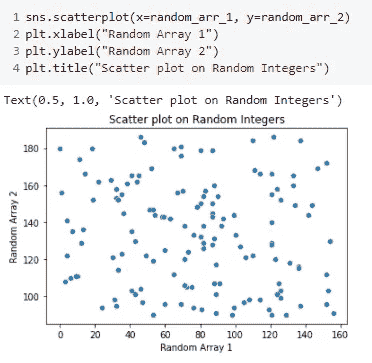 1 sns.scatterplot(x=random_arr_1, y=random_arr_2)
2 plt.xlabel("Random Array 1")
3 plt.ylabel("Random Array 2")
4 plt.title("Scatter plot on Random Integers")
Text(0.5, 1.0, 'Scatter plot on Random Integers')
Scatter plot on Random Integers
180
160
140
120
100
Random Array 2
0 20 40 60 80 100 120 140 160
Random Array 1